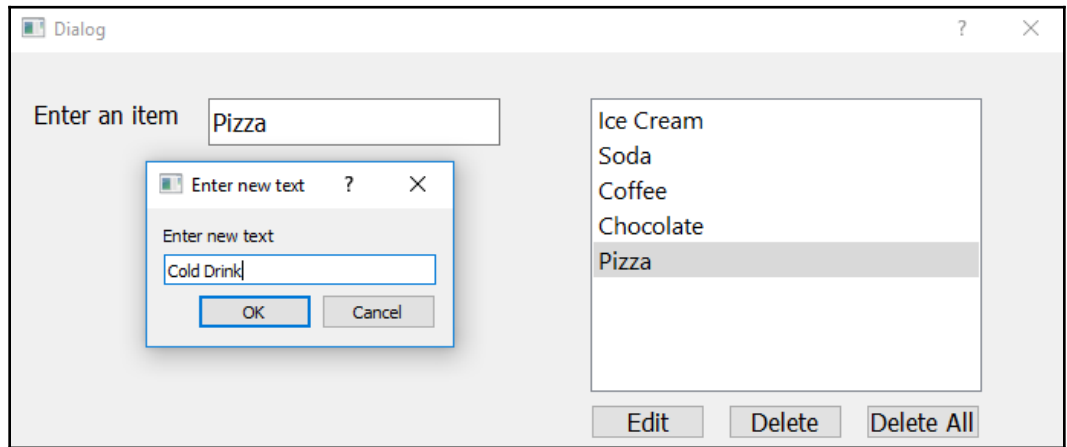 Dialog
?
Enter an item
Pizza
Enter new text
?
Enter new text
Cold Drink
OK
Cancel
Ice Cream
Soda
Coffee
Chocolate
Pizza
Edit
Delete
Delete All